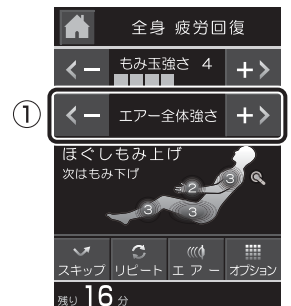 全身 疲労回復
もみ玉強さ 4
①
エアー全体強さ
ほぐしもみ上げ
次はもみ下げ
3
2
3
3
スキップ
リピート
エアー
オプション
残り 16 分